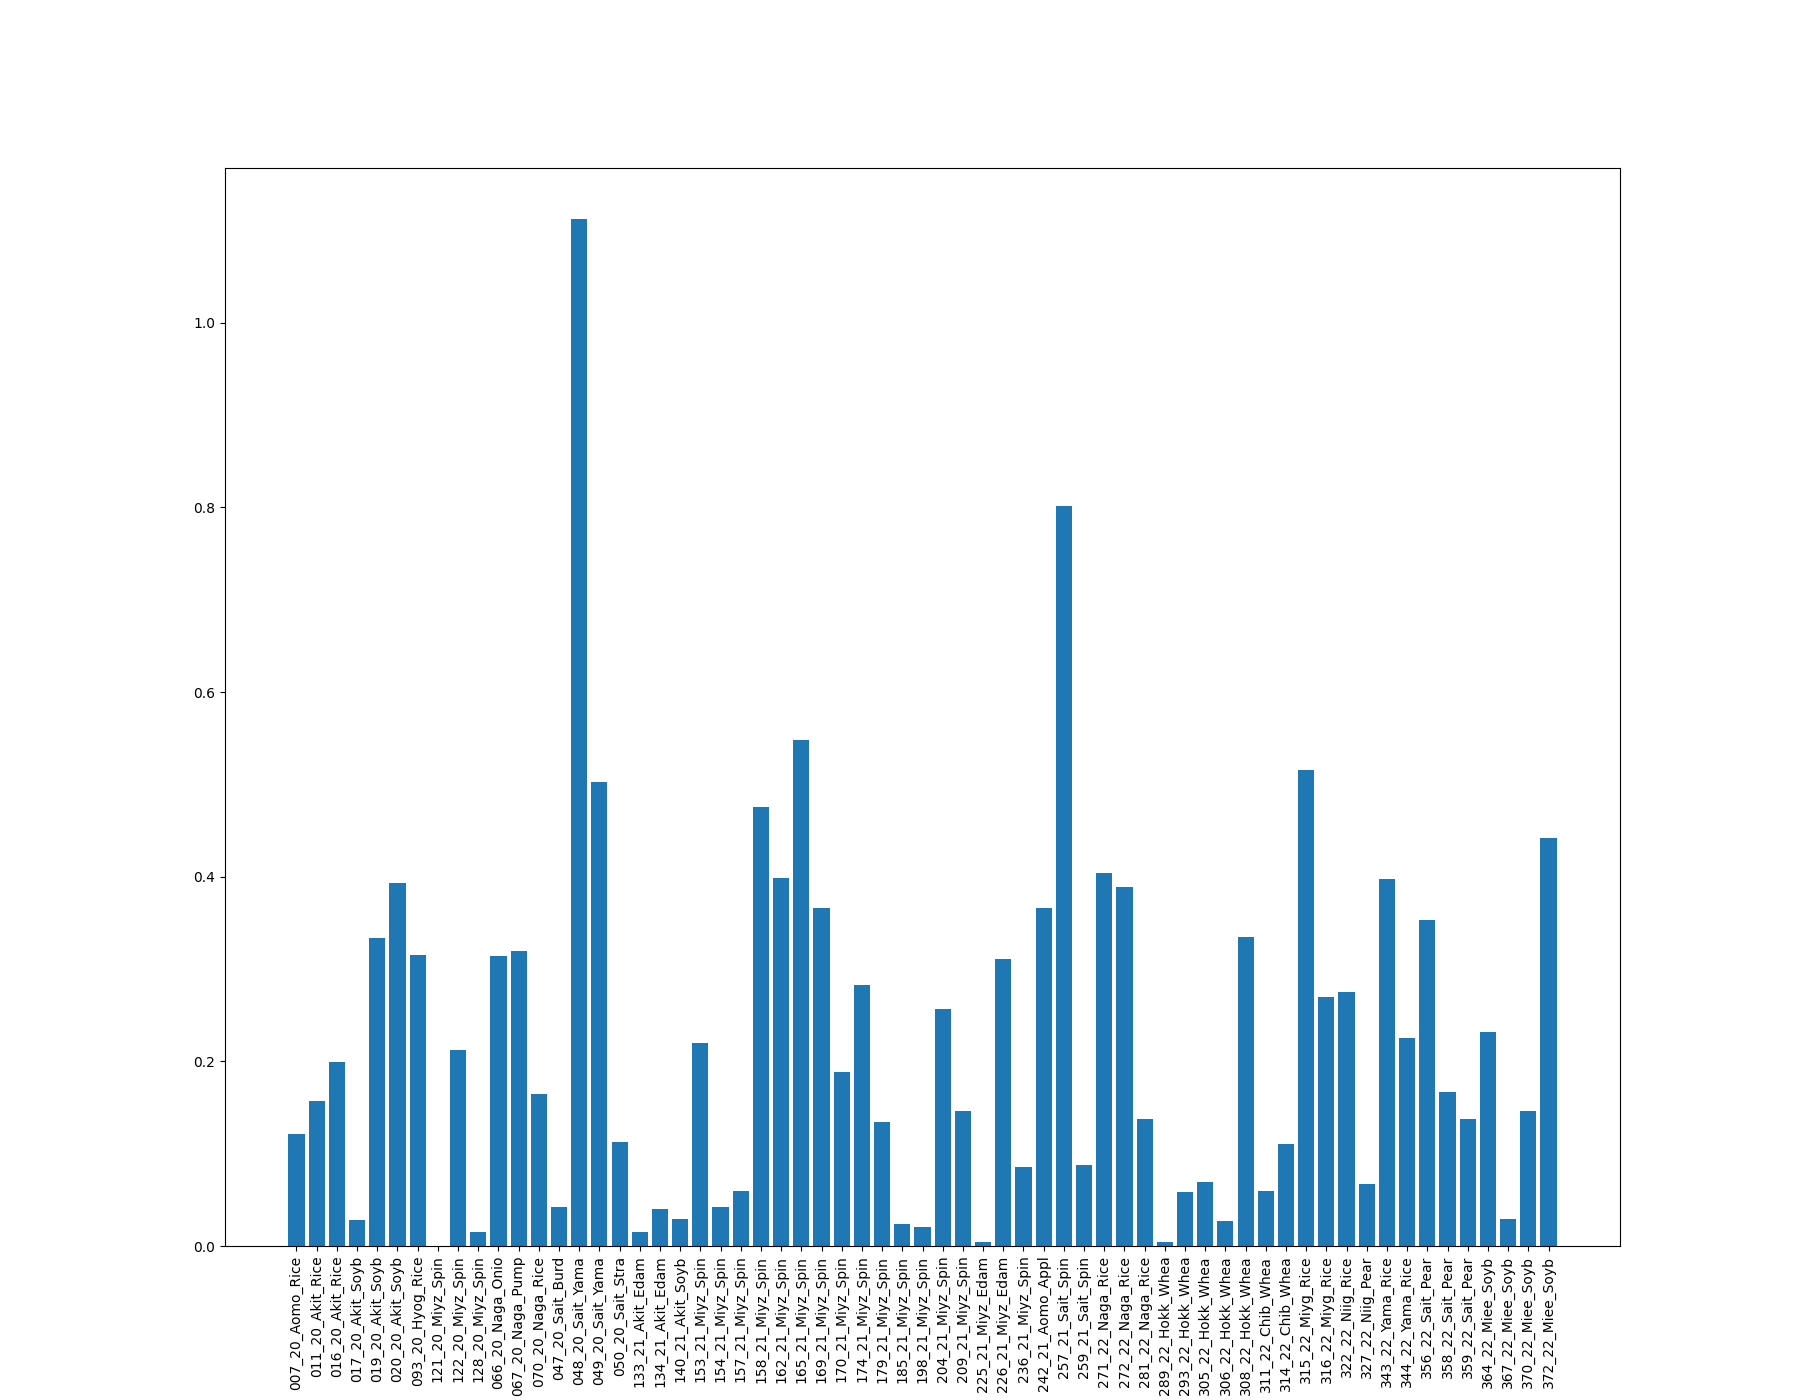 1.0
0.8
0.6
0.4
0.2
0.0
007_20_Aomo_Rice
011_20_Akit_Rice
016_20_Akit_Rice
017_20_Akit_Soyb
019_20_Akit_Soyb
020_20_Akit_Soyb
093_20_Hyog_Rice
121_20_Miyz_Spin
122_20_Miyz_Spin
128_20_Miyz_Spin
066_20_Naga_Onio
067_20_Naga_Pump
070_20_Naga_Rice
047_20_Sait_Burd
048_20_Sait_Yama
049_20_Sait_Yama
050_20_Sait_Stra
133_21_Akit_Edam
134_21_Akit_Edam
140_21_Akit_Soyb
153_21_Miyz_Spin
154_21_Miyz_Spin
157_21_Miyz_Spin
158_21_Miyz_Spin
162_21_Miyz_Spin
165_21_Miyz_Spin
169_21_Miyz_Spin
170_21_Miyz_Spin
174_21_Miyz_Spin
179_21_Miyz_Spin
185_21_Miyz_Spin
198_21_Miyz_Spin
204_21_Miyz_Spin
209_21_Miyz_Spin
225_21_Miyz_Edam
226_21_Miyz_Edam
236_21_Miyz_Spin
242_21_Aomo_Appl
257_21_Sait_Spin
259_21_Sait_Spin
271_22_Naga_Rice
272_22_Naga_Rice
281_22_Naga_Rice
289_22_Hokk_Whea
293_22_Hokk_Whea
305_22_Hokk_Whea
306_22_Hokk_Whea
308_22_Hokk_Whea
311_22_Chib_Whea
314_22_Chib_Whea
315_22_Miyg_Rice
316_22_Miyg_Rice
322_22_Niig_Rice
327_22_Niig_Pear
343_22_Yama_Rice
344_22_Yama_Rice
356_22_Sait_Pear
358_22_Sait_Pear
359_22_Sait_Pear
364_22_Miee_Soyb
367_22_Miee_Soyb
370_22_Miee_Soyb
372_22_Miee_Soyb